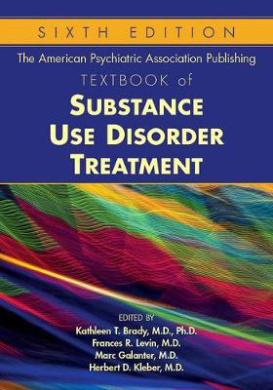 SIXTH EDITION
The American Psychiatric Association Publishing
TEXTBOOK of
SUBSTANCE
USE DISORDER
TREATMENT
EDITED BY
Kathleen T. Brady, M.D., Ph.D.
Frances R. Levin, M.D.
Marc Galanter, M.D.
Herbert D. Kleber, M.D.